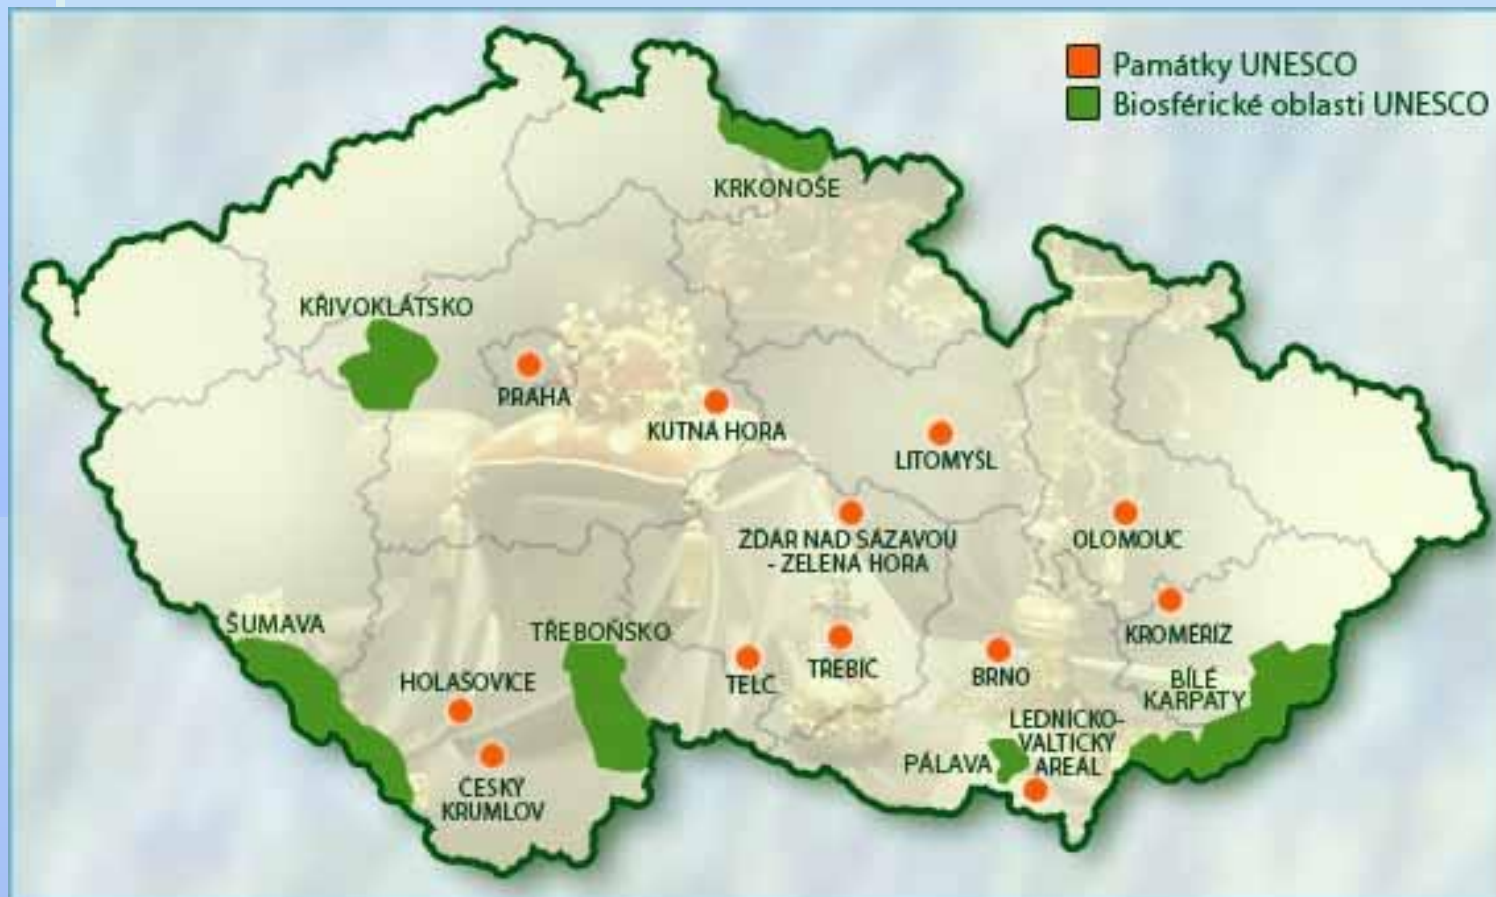 Památky UNESCO
Biosférické oblasti UNESCO
KRKONOŠE
KŘIVOKLÁTSKO
PRAHA
KUTNÁ HORA
LITOMYŠL
ŽĎÁR NAD SÁZAVOU
- ZELENÁ HORA
OLOMOUC
ŠUMAVA
TŘEBOŇSKO
KROMĚŘÍŽ
HOLAŠOVICE
TELČ
TŘEBÍČ
BRNO
BÍLÉ
KARPATY
LEDNICKO-
VALTICKÝ
AREÁL
PÁLAVA
ČESKÝ
KRUMLOV